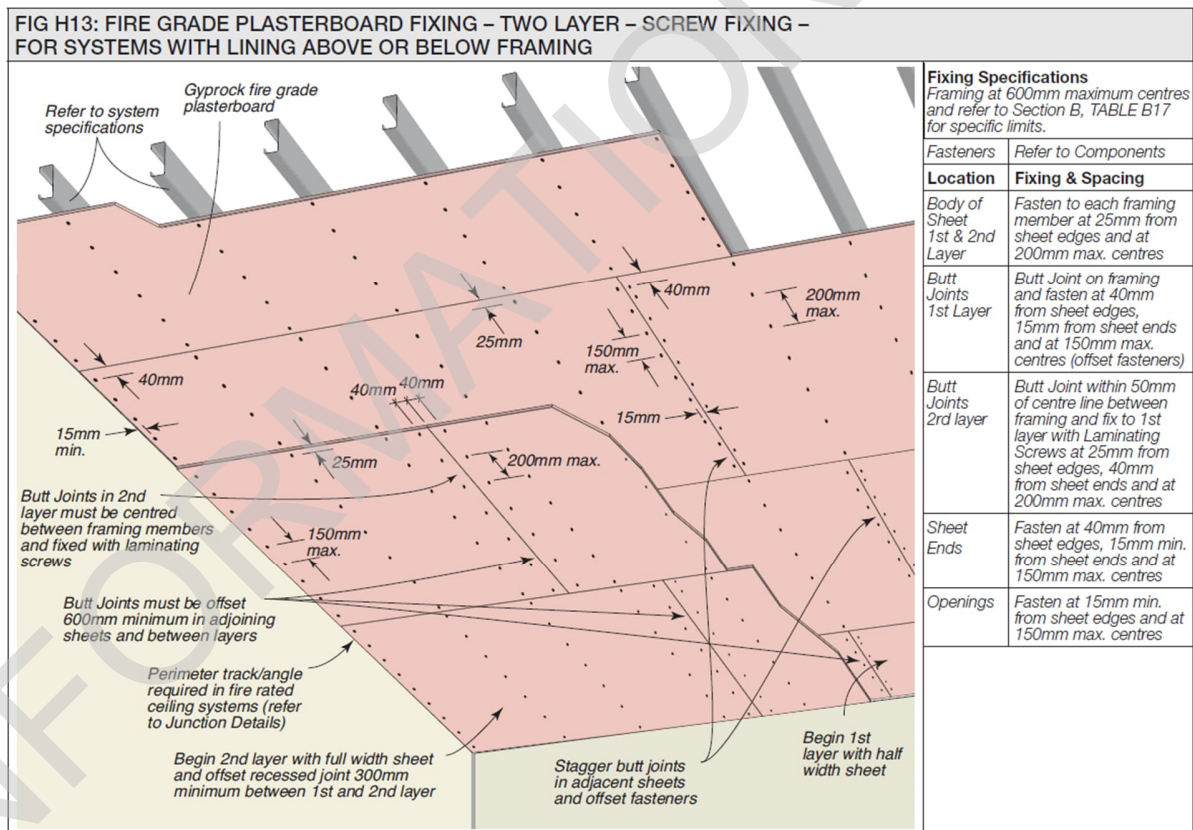 FIG H13: FIRE GRADE PLASTERBOARD FIXING – TWO LAYER – SCREW FIXING –
FOR SYSTEMS WITH LINING ABOVE OR BELOW FRAMING
Refer to system
specifications
Gyprock fire grade
plasterboard
40mm
200mm
max.
25mm
150mm
max.
40mm
40mm
40mm
15mm
min.
15mm
25mm
200mm max.
Butt Joints in 2nd
layer must be centred
between framing members
and fixed with laminating
screws
150mm
max.
Butt Joints must be offset
600mm minimum in adjoining
sheets and between layers
Perimeter track/angle
required in fire rated
ceiling systems (refer
to Junction Details)
Begin 2nd layer with full width sheet
and offset recessed joint 300mm
minimum between 1st and 2nd layer
Stagger butt joints
in adjacent sheets
and offset fasteners
Begin 1st
layer with half
width sheet
Fixing Specifications
Framing at 600mm maximum centres
and refer to Section B, TABLE B17
for specific limits.
Fasteners Refer to Components
Location Fixing & Spacing
Body of Fasten to each framing
Sheet member at 25mm from
1st & 2nd sheet edges and at
Layer 200mm max. centres
Butt Butt Joint on framing
Joints and fasten at 40mm
1st Layer from sheet edges,
15mm from sheet ends
and at 150mm max.
centres (offset fasteners)
Butt Butt Joint within 50mm
Joints of centre line between
2rd layer framing and fix to 1st
layer with Laminating
Screws at 25mm from
sheet edges, 40mm
from sheet ends and at
200mm max. centres
Sheet Fasten at 40mm from
Ends sheet edges, 15mm min.
from sheet ends and at
150mm max. centres
Openings Fasten at 15mm min.
from sheet edges and at
150mm max. centres
INFORMATION